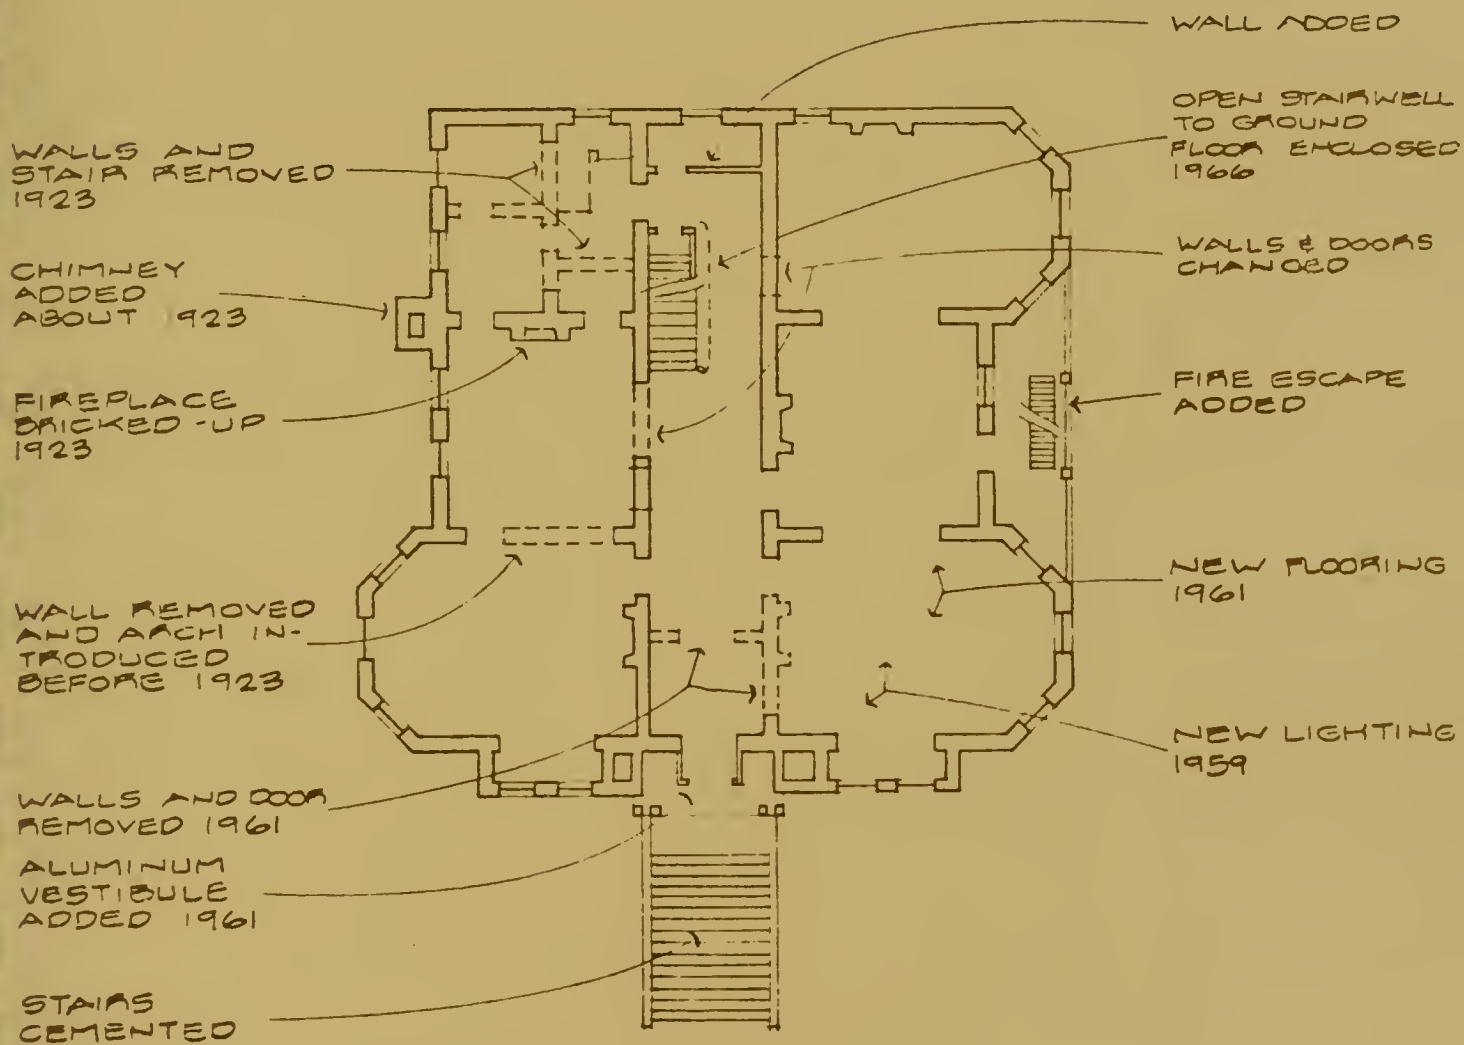 WALL ADDED
OPEN STAIRWELL
TO GROUND
FLOOR ENCLOSED
1966
WALLS & DOORS
CHANGED
FIRE ESCAPE
ADDED
NEW FLOORING
1961
NEW LIGHTING
1959
WALLS AND
STAIR REMOVED
1923
CHIMNEY
ADDED
ABOUT 1923
FIREPLACE
BRICKED-UP
1923
WALL REMOVED
AND ARCH IN-
TRODUCED
BEFORE 1923
WALLS AND DOOR
REMOVED 1961
ALUMINUM
VESTIBULE
ADDED 1961
STAIRS
CEMENTED